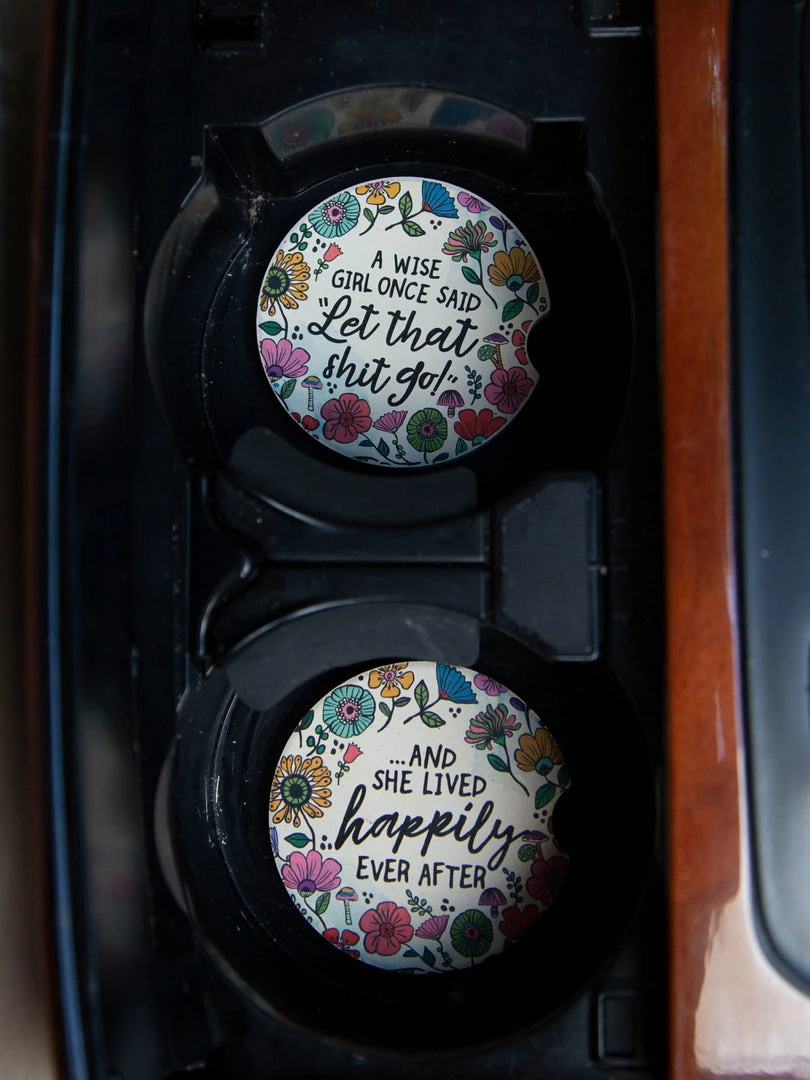 A WISE
GIRL ONCE SAID
"Let that
shit go!"
...AND
SHE LIVED
happily
EVER AFTER